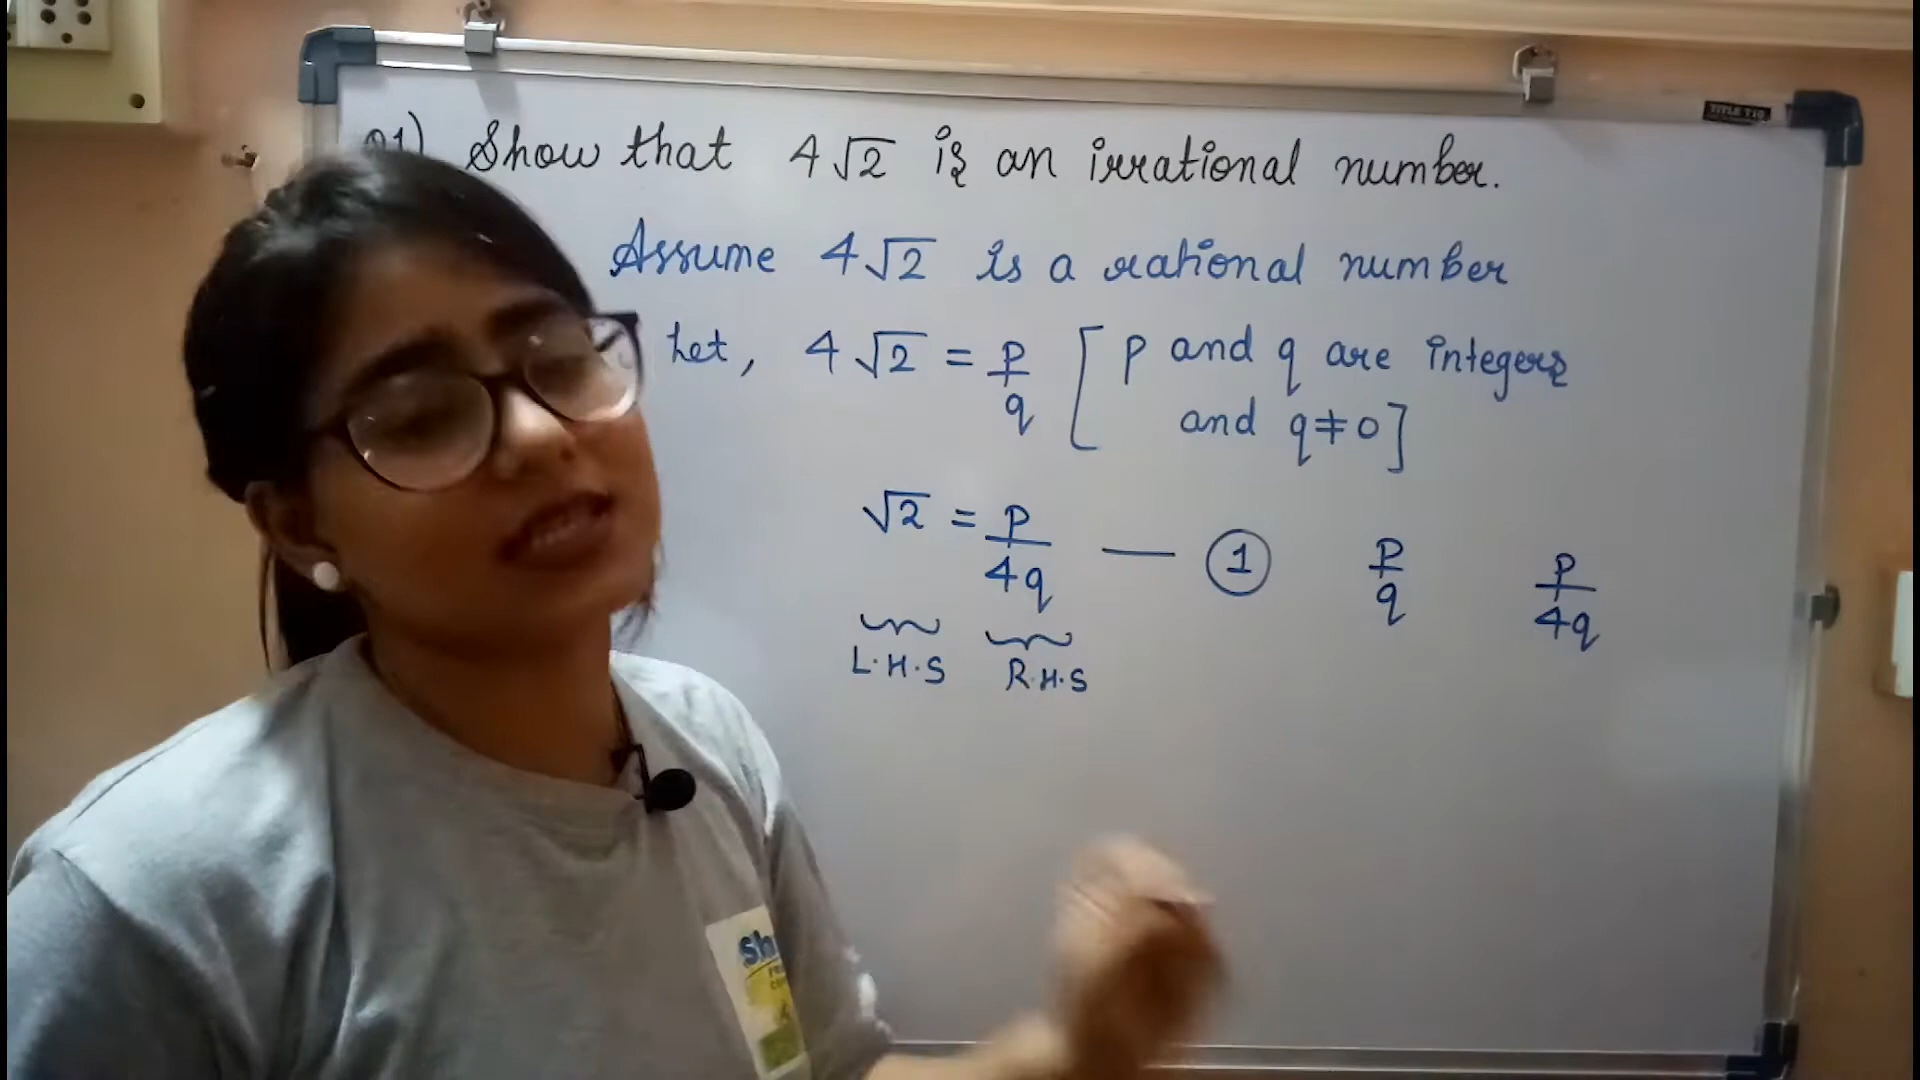 Q1) Show that 4√2 is an irrational number.
Assume 4√2 is a rational number
Let, 4√2 = p/q [p and q are integers
and q≠0]
√2 = p/4q — ① p/q p/4q
L.H.S R.H.S